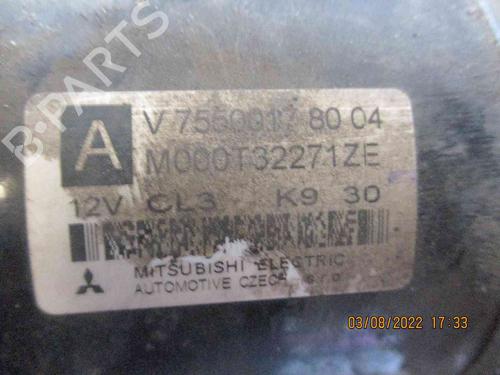 A
V 7550017 80 04
M000T32271ZE
12V CL3 K9 30
MITSUBISHI ELECTRIC
AUTOMOTIVE CZECH s.r.o.
B-PARTS
03/08/2022 17:33